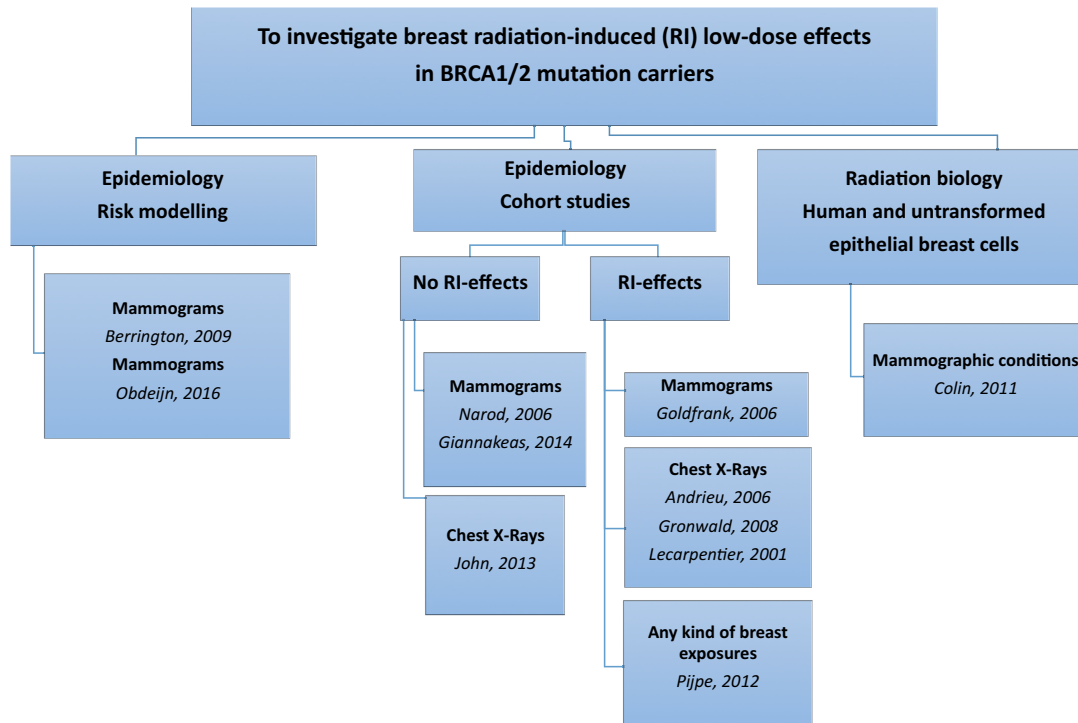 To investigate breast radiation-induced (RI) low-dose effects
in BRCA1/2 mutation carriers
Epidemiology
Risk modelling
Mammograms
Berrington, 2009
Mammograms
Obdeijn, 2016
Epidemiology
Cohort studies
No RI-effects
Mammograms
Narod, 2006
Giannakeas, 2014
Chest X-Rays
John, 2013
RI-effects
Mammograms
Goldfrank, 2006
Chest X-Rays
Andrieu, 2006
Gronwald, 2008
Lecarpentier, 2001
Any kind of breast
exposures
Pijpe, 2012
Radiation biology
Human and untransformed
epithelial breast cells
Mammographic conditions
Colin, 2011